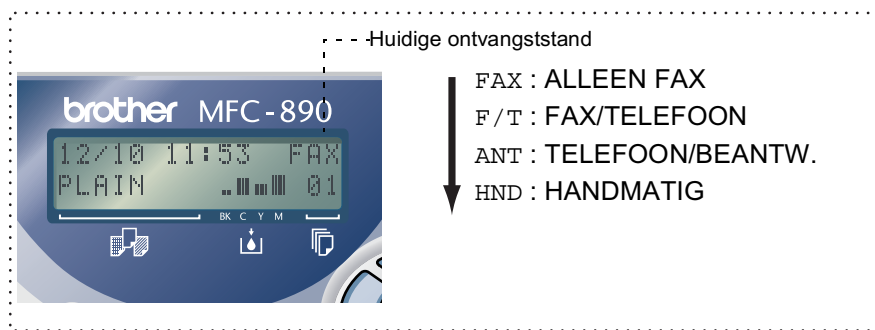 Huidige ontvangststand
FAX : ALLEEN FAX
F/T : FAX/TELEFOON
ANT : TELEFOON/BEANTW.
HND : HANDMATIG
brother MFC-890
12/10 11:53 FAX
PLAIN 01
BK C Y M